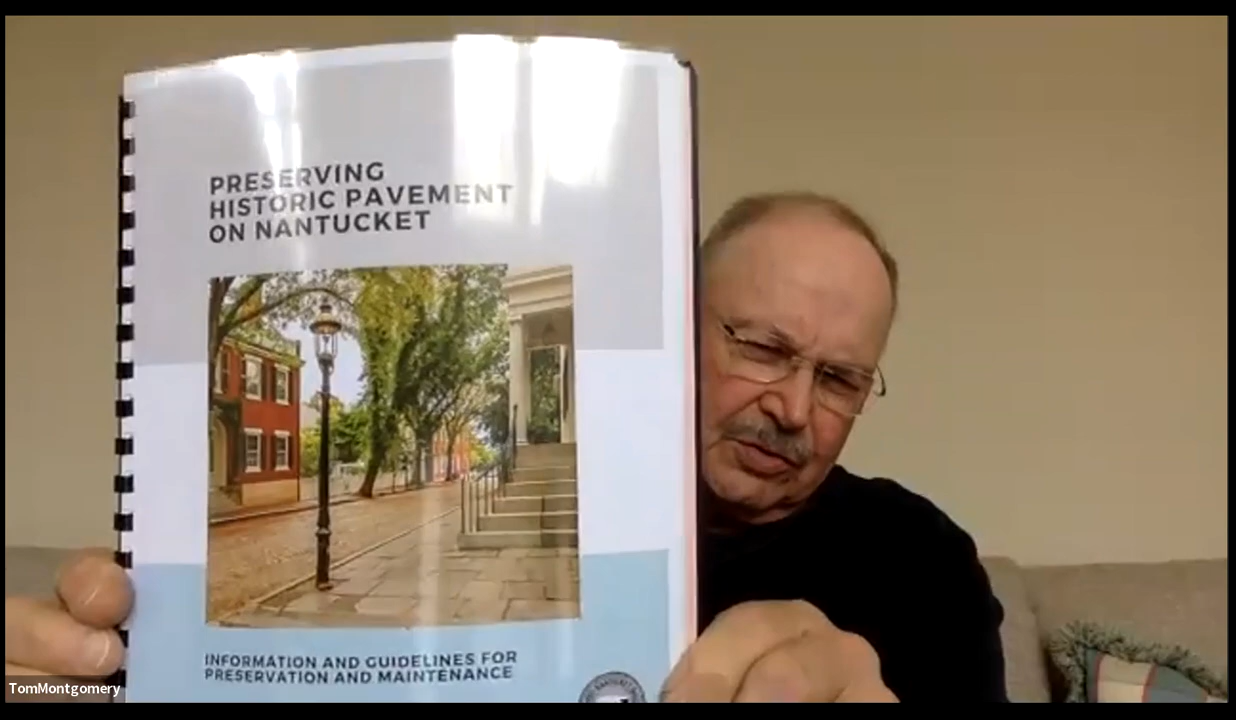 PRESERVING
HISTORIC PAVEMENT
ON NANTUCKET
INFORMATION AND GUIDELINES FOR
PRESERVATION AND MAINTENANCE
TomMontgomery